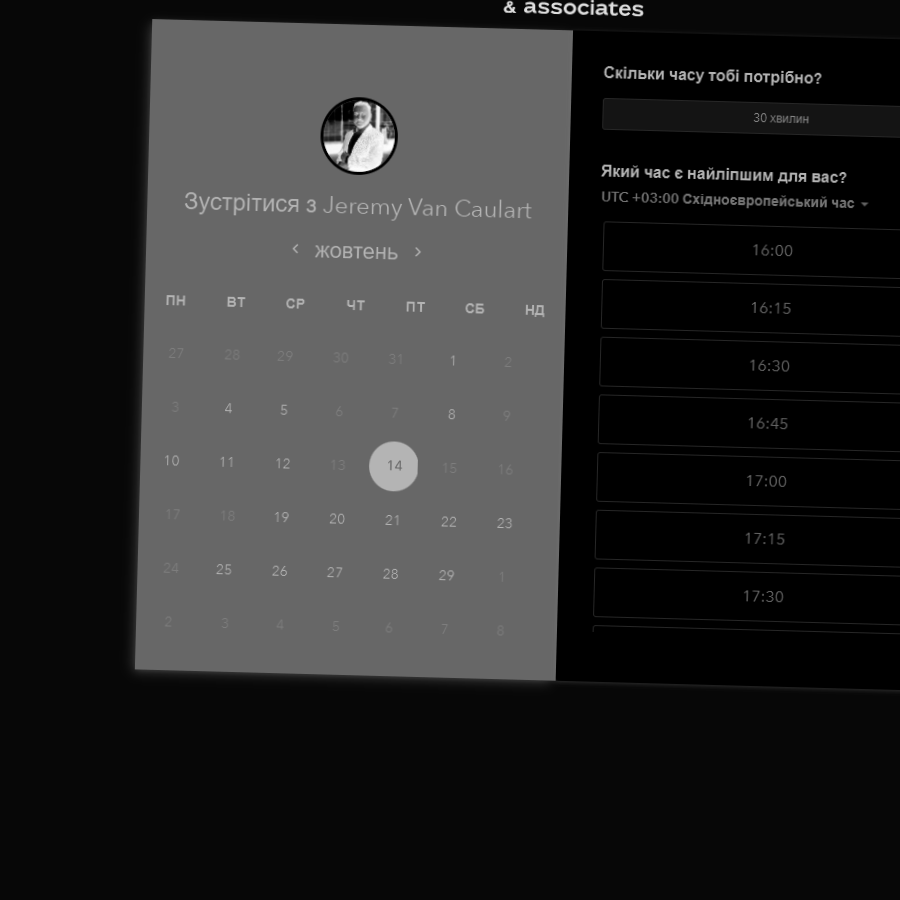 & associates
Зустрітися з Jeremy Van Caulart
жовтень
ПН ВТ СР ЧТ ПТ СБ НД
27 28 29 30 31 1 2
3 4 5 6 7 8 9
10 11 12 13 14 15 16
17 18 19 20 21 22 23
24 25 26 27 28 29 1
2 3 4 5 6 7 8
Скільки часу тобі потрібно?
30 хвилин
Який час є найліпшим для вас?
UTC +03:00 Східноєвропейський час
16:00
16:15
16:30
16:45
17:00
17:15
17:30